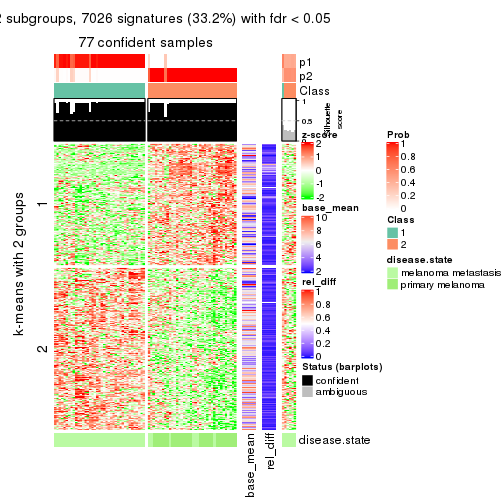 2 subgroups, 7026 signatures (33.2%) with fdr < 0.05
77 confident samples
p1
p2
Class
1
0.5
0
Silhouette
score
k-means with 2 groups
1
2
z-score
2
1
0
-1
-2
base_mean
10
8
6
4
2
rel_diff
1
0.8
0.6
0.4
0.2
0
Status (barplots)
confident
ambiguous
Prob
1
0.8
0.6
0.4
0.2
0
Class
1
2
disease.state
melanoma metastasis
primary melanoma
disease.state
base_mean
rel_diff